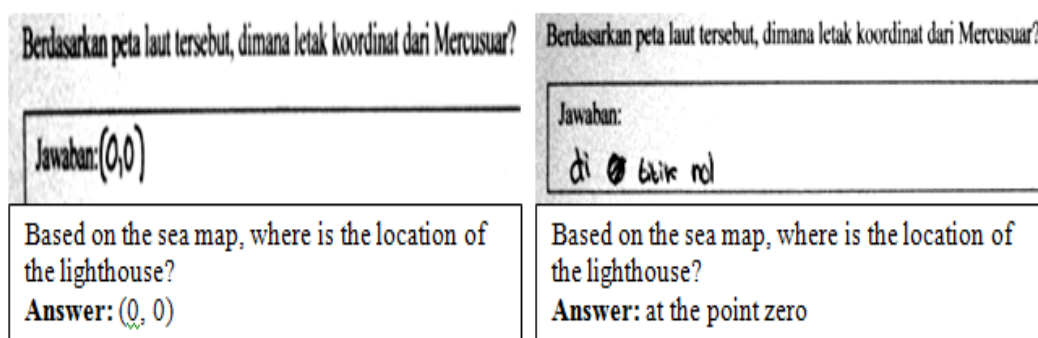 Berdasarkan peta laut tersebut, dimana letak koordinat dari Mercusuar?
Jawaban: (0,0)
Based on the sea map, where is the location of
the lighthouse?
Answer: (0, 0)
Berdasarkan peta laut tersebut, dimana letak koordinat dari Mercusuar?
Jawaban:
di titik nol
Based on the sea map, where is the location of
the lighthouse?
Answer: at the point zero